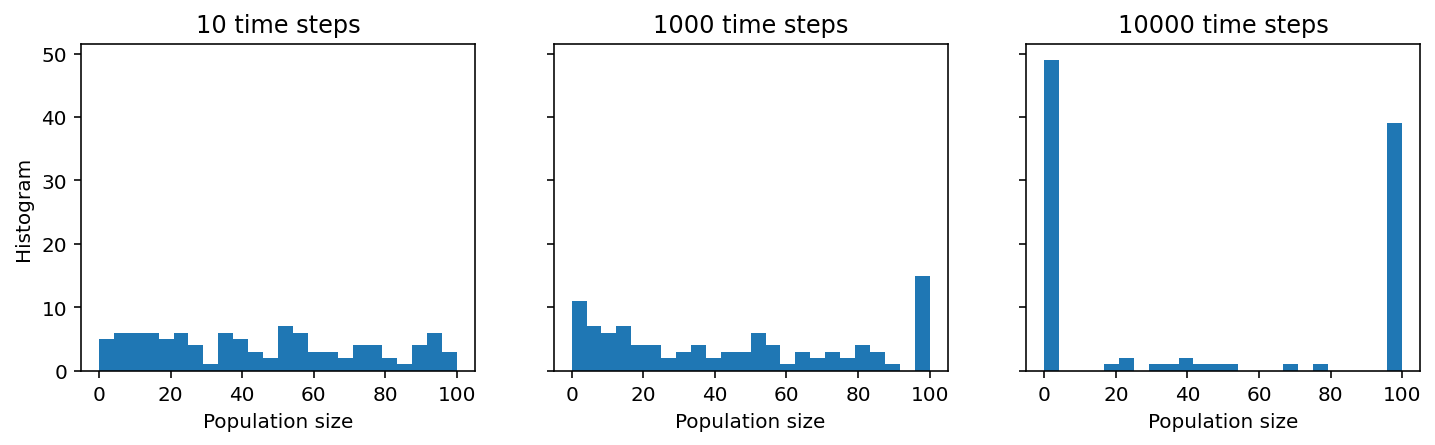 10 time steps
1000 time steps
10000 time steps
Histogram
50
40
30
20
10
0
0 20 40 60 80 100
0 20 40 60 80 100
0 20 40 60 80 100
Population size
Population size
Population size